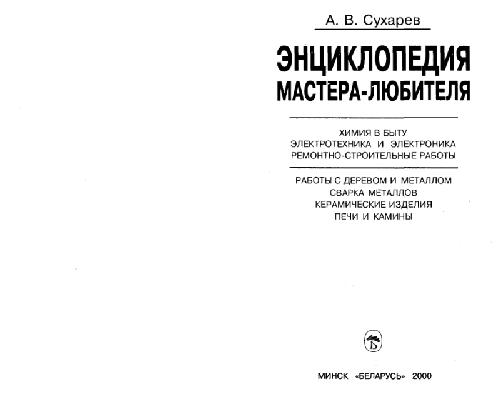 А. В. Сухарев
ЭНЦИКЛОПЕДИЯ
МАСТЕРА-ЛЮБИТЕЛЯ
ХИМИЯ В БЫТУ
ЭЛЕКТРОТЕХНИКА И ЭЛЕКТРОНИКА
РЕМОНТНО-СТРОИТЕЛЬНЫЕ РАБОТЫ
РАБОТЫ С ДЕРЕВОМ И МЕТАЛЛОМ
СВАРКА МЕТАЛЛОВ
КЕРАМИЧЕСКИЕ ИЗДЕЛИЯ
ПЕЧИ И КАМИНЫ
Б
МИНСК «БЕЛАРУСЬ» 2000